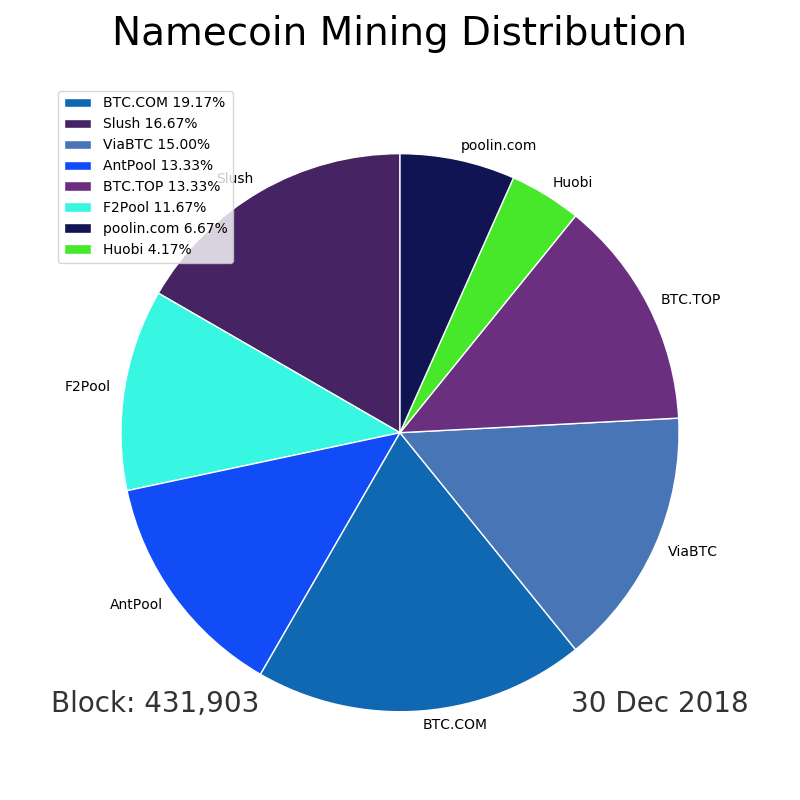 Namecoin Mining Distribution
BTC.COM 19.17%
Slush 16.67%
ViaBTC 15.00%
AntPool 13.33%
BTC.TOP 13.33%
F2Pool 11.67%
poolin.com 6.67%
Huobi 4.17%
poolin.com
Slush
Huobi
BTC.TOP
F2Pool
ViaBTC
AntPool
Block: 431,903
30 Dec 2018
BTC.COM